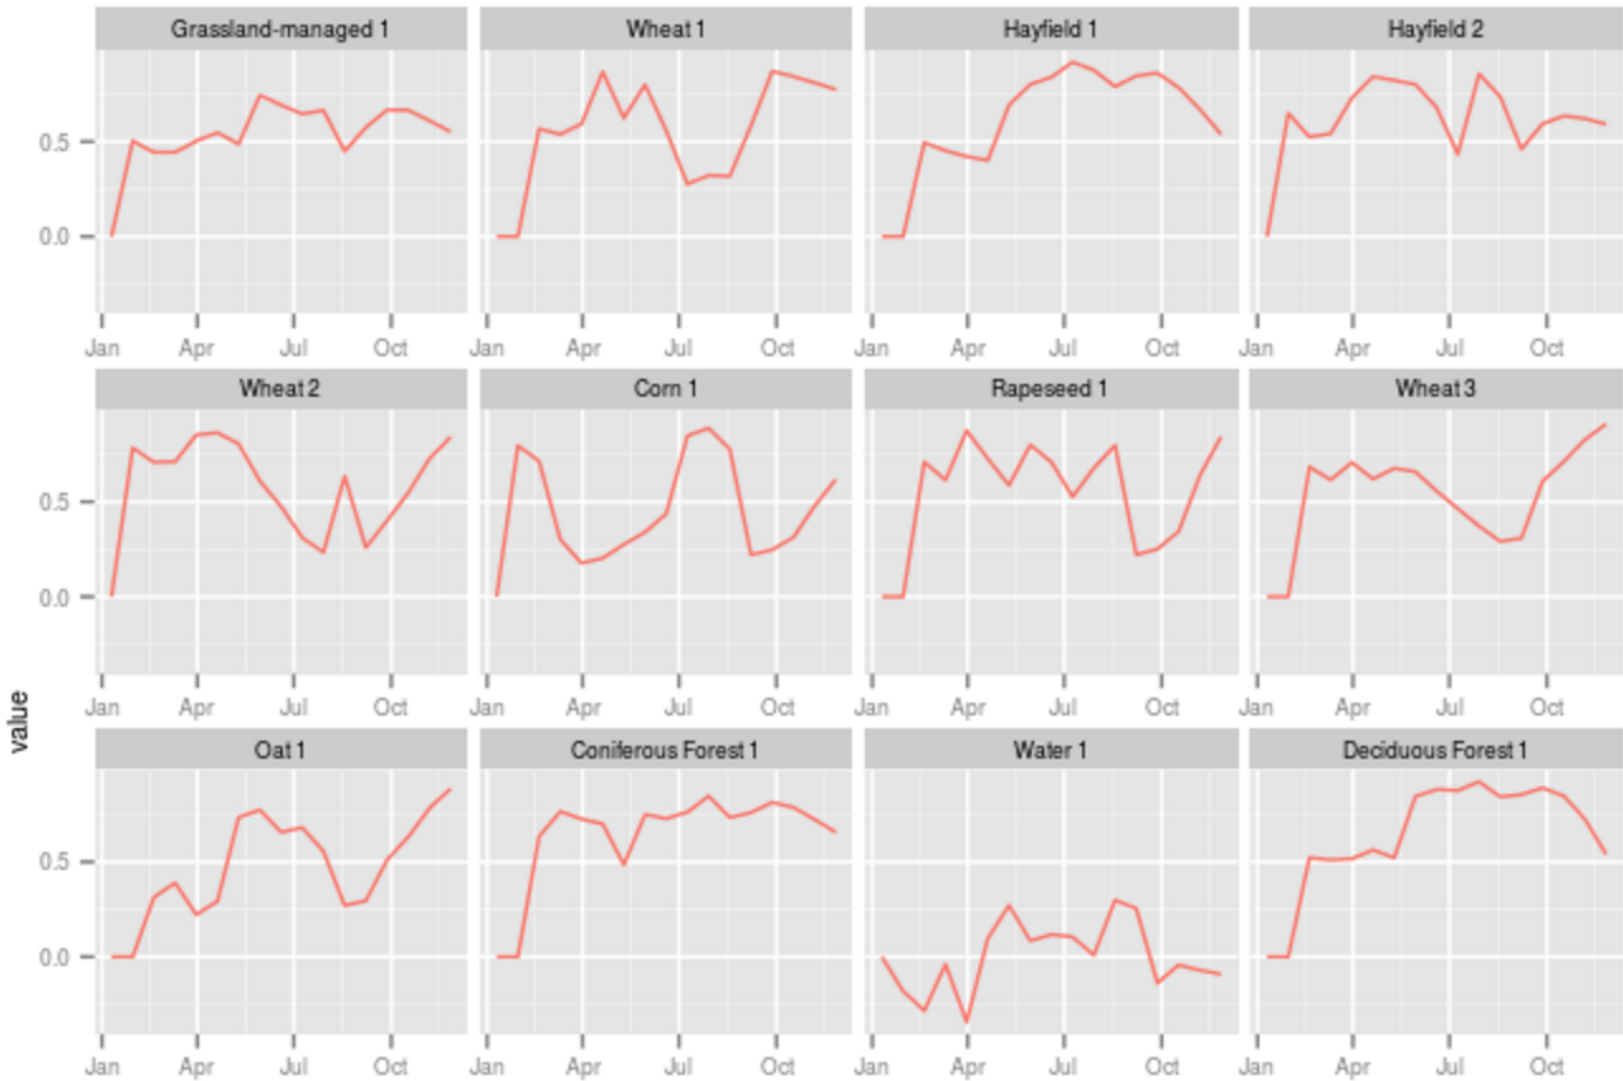 Grassland-managed 1 Wheat 1 Hayfield 1 Hayfield 2
0.5
0.0
Jan Apr Jul Oct Jan Apr Jul Oct Jan Apr Jul Oct Jan Apr Jul Oct
Wheat 2 Corn 1 Rapeseed 1 Wheat 3
0.5
0.0
Jan Apr Jul Oct Jan Apr Jul Oct Jan Apr Jul Oct Jan Apr Jul Oct
value
Oat 1 Coniferous Forest 1 Water 1 Deciduous Forest 1
0.5
0.0
Jan Apr Jul Oct Jan Apr Jul Oct Jan Apr Jul Oct Jan Apr Jul Oct